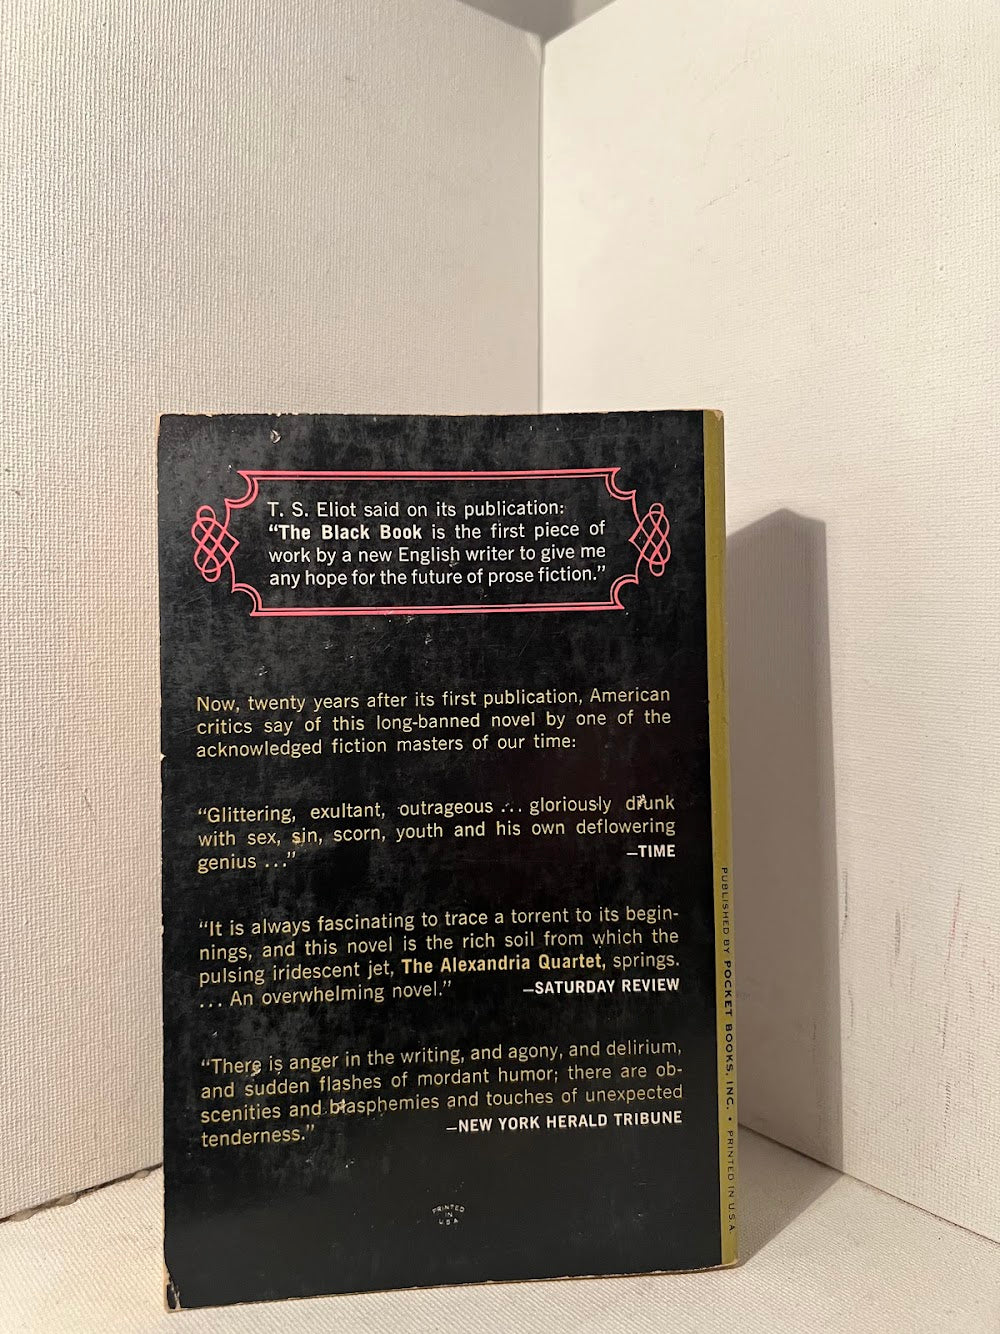 T. S. Eliot said on its publication:
“The Black Book is the first piece of
work by a new English writer to give me
any hope for the future of prose fiction.”
Now, twenty years after its first publication, American
critics say of this long-banned novel by one of the
acknowledged fiction masters of our time:
“Glittering, exultant, outrageous ... gloriously drunk
with sex, sin, scorn, youth and his own deflowering
genius ...”
—TIME
“It is always fascinating to trace a torrent to its begin-
nings, and this novel is the rich soil from which the
pulsing iridescent jet, The Alexandria Quartet, springs.
... An overwhelming novel.” —SATURDAY REVIEW
“There is anger in the writing, and agony, and delirium,
and sudden flashes of mordant humor; there are ob-
scenities and blasphemies and touches of unexpected
tenderness.” —NEW YORK HERALD TRIBUNE
PRINTED
IN
U.S.A.
PUBLISHED BY POCKET BOOKS, INC. • PRINTED IN U.S.A.